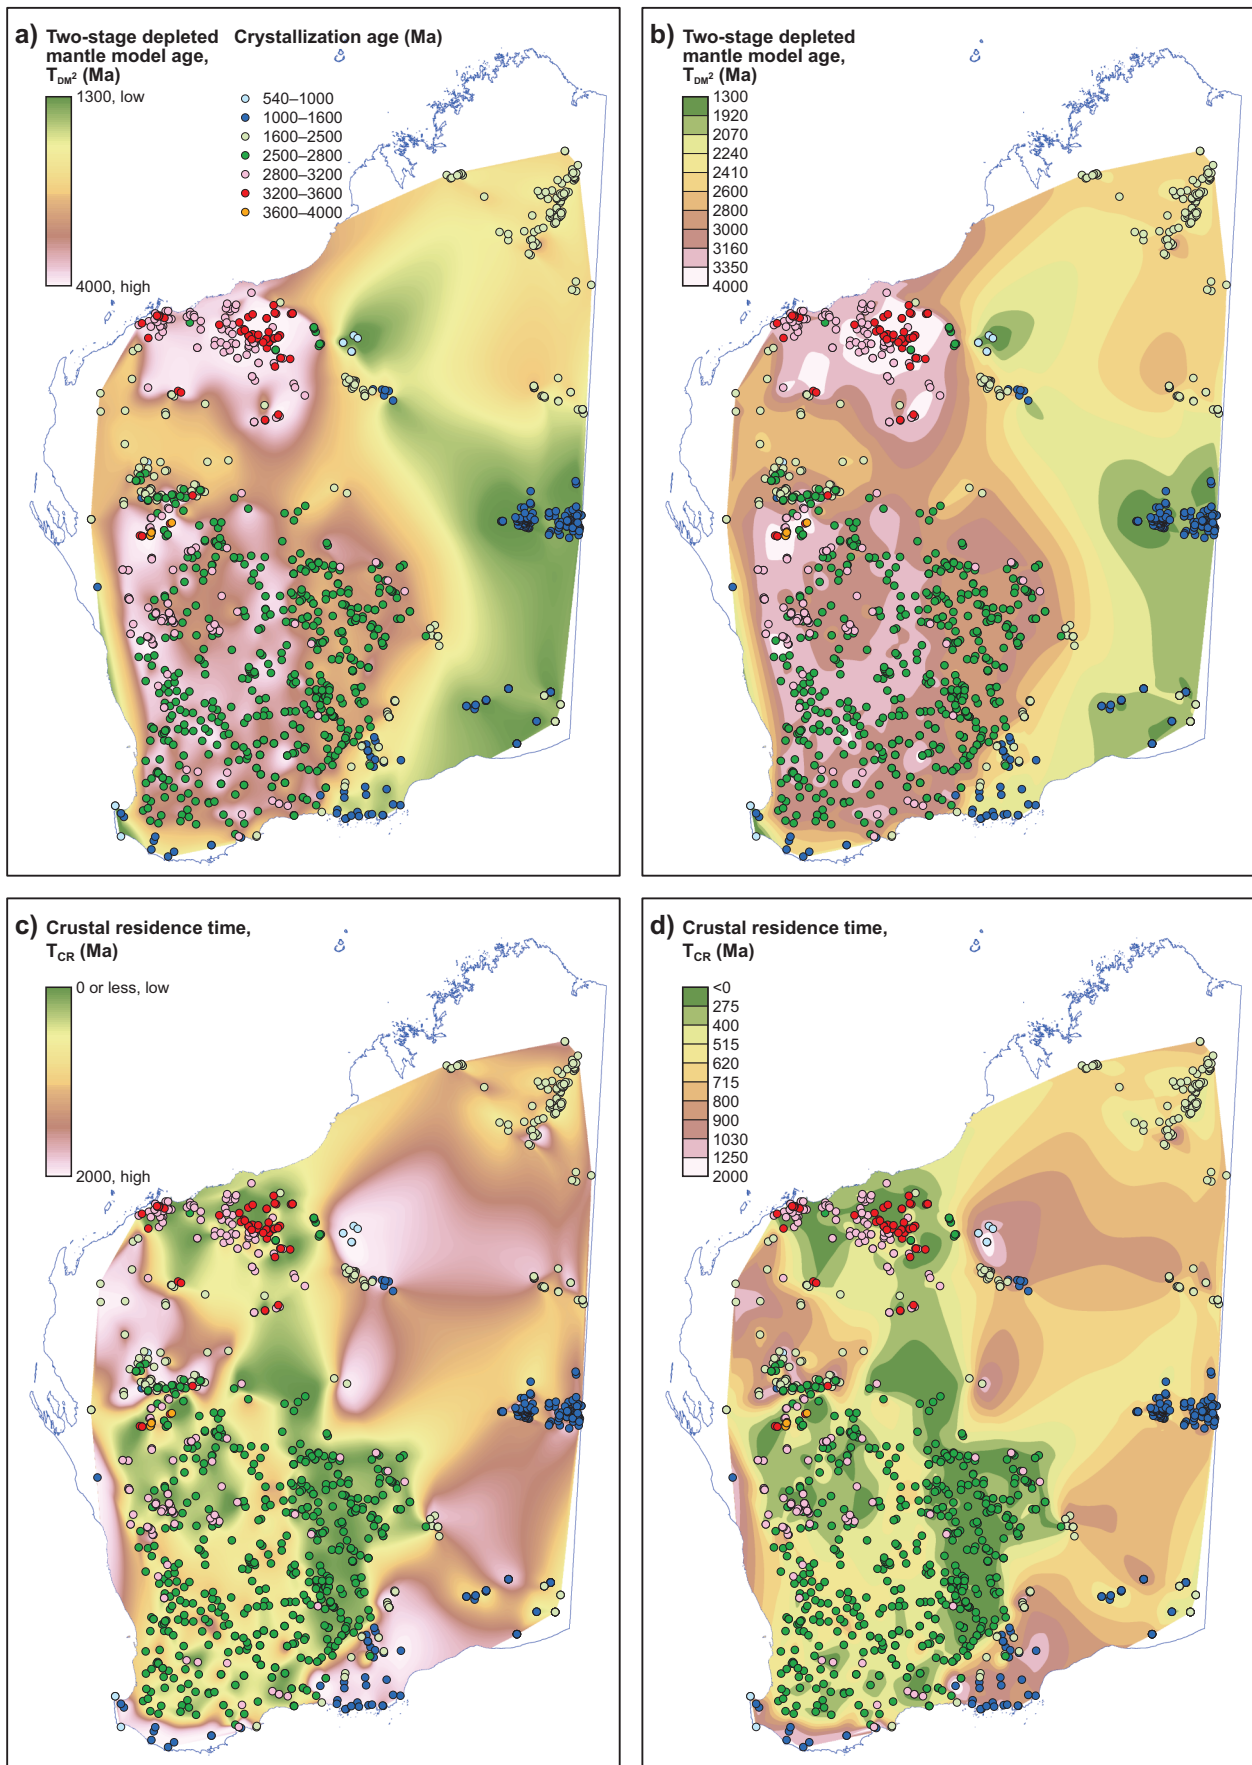 a) Two-stage depleted
mantle model age,
TDM² (Ma)
1300, low
4000, high
Crystallization age (Ma)
540–1000
1000–1600
1600–2500
2500–2800
2800–3200
3200–3600
3600–4000
b) Two-stage depleted
mantle model age,
TDM² (Ma)
1300
1920
2070
2240
2410
2600
2800
3000
3160
3350
4000
c) Crustal residence time,
TCR (Ma)
0 or less, low
2000, high
d) Crustal residence time,
TCR (Ma)
<0
275
400
515
620
715
800
900
1030
1250
2000